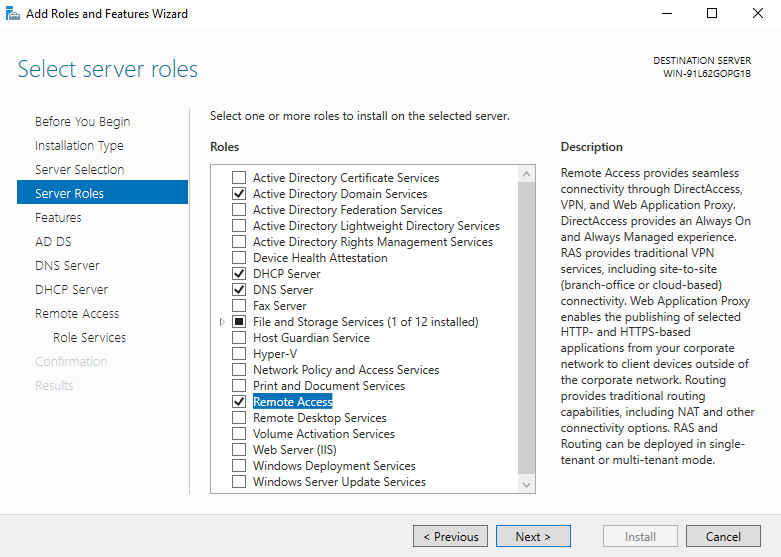 Add Roles and Features Wizard
Select server roles
DESTINATION SERVER
WIN-91L62GOPG1B
Before You Begin
Installation Type
Server Selection
Server Roles
Features
AD DS
DNS Server
DHCP Server
Remote Access
Role Services
Confirmation
Results
Select one or more roles to install on the selected server.
Roles
Active Directory Certificate Services
Active Directory Domain Services
Active Directory Federation Services
Active Directory Lightweight Directory Services
Active Directory Rights Management Services
Device Health Attestation
DHCP Server
DNS Server
Fax Server
File and Storage Services (1 of 12 installed)
Host Guardian Service
Hyper-V
Network Policy and Access Services
Print and Document Services
Remote Access
Remote Desktop Services
Volume Activation Services
Web Server (IIS)
Windows Deployment Services
Windows Server Update Services
Description
Remote Access provides seamless
connectivity through DirectAccess,
VPN, and Web Application Proxy.
DirectAccess provides an Always On
and Always Managed experience.
RAS provides traditional VPN
services, including site-to-site
(branch-office or cloud-based)
connectivity. Web Application Proxy
enables the publishing of selected
HTTP- and HTTPS-based
applications from your corporate
network to client devices outside of
the corporate network. Routing
provides traditional routing
capabilities, including NAT and other
connectivity options. RAS and
Routing can be deployed in single-
tenant or multi-tenant mode.
< Previous
Next >
Install
Cancel